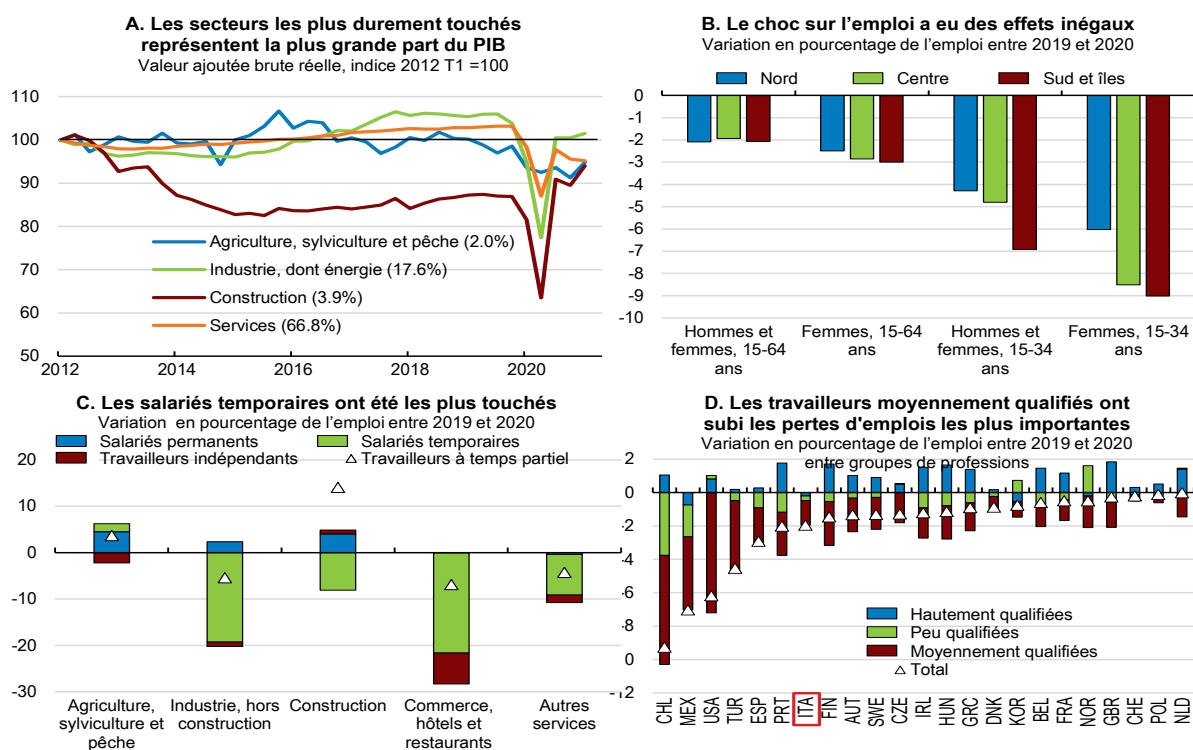 A. Les secteurs les plus durement touchés
représentent la plus grande part du PIB
Valeur ajoutée brute réelle, indice 2012 T1 =100
110
100
90
80
70
60
50
Agriculture, sylviculture et pêche (2.0%)
Industrie, dont énergie (17.6%)
Construction (3.9%)
Services (66.8%)
2012 2014 2016 2018 2020
B. Le choc sur l'emploi a eu des effets inégaux
Variation en pourcentage de l'emploi entre 2019 et 2020
Nord Centre Sud et îles
0
-1
-2
-3
-4
-5
-6
-7
-8
-9
-10
Hommes et Femmes, 15-64 Hommes et Femmes, 15-34
femmes, 15-64 ans femmes, 15-34 ans
ans ans
C. Les salariés temporaires ont été les plus touchés
Variation en pourcentage de l'emploi entre 2019 et 2020
Salariés permanents Salariés temporaires
Travailleurs indépendants Travailleurs à temps partiel
20
10
0
-10
-20
-30
Agriculture, Industrie, hors Construction Commerce, Autres
sylviculture et construction hôtels et services
pêche restaurants
D. Les travailleurs moyennement qualifiés ont
subi les pertes d'emplois les plus importantes
Variation en pourcentage de l'emploi entre 2019 et 2020
entre groupes de professions
2
0
-2
-4
-6
-8
Hautement qualifiées
Peu qualifiées
Moyennement qualifiées
Total
CHL MEX USA TUR ESP PRT ITA FIN AUT SWE CZE IRL HUN GRC DNK KOR BEL FRA NOR GBR CHE POL NLD